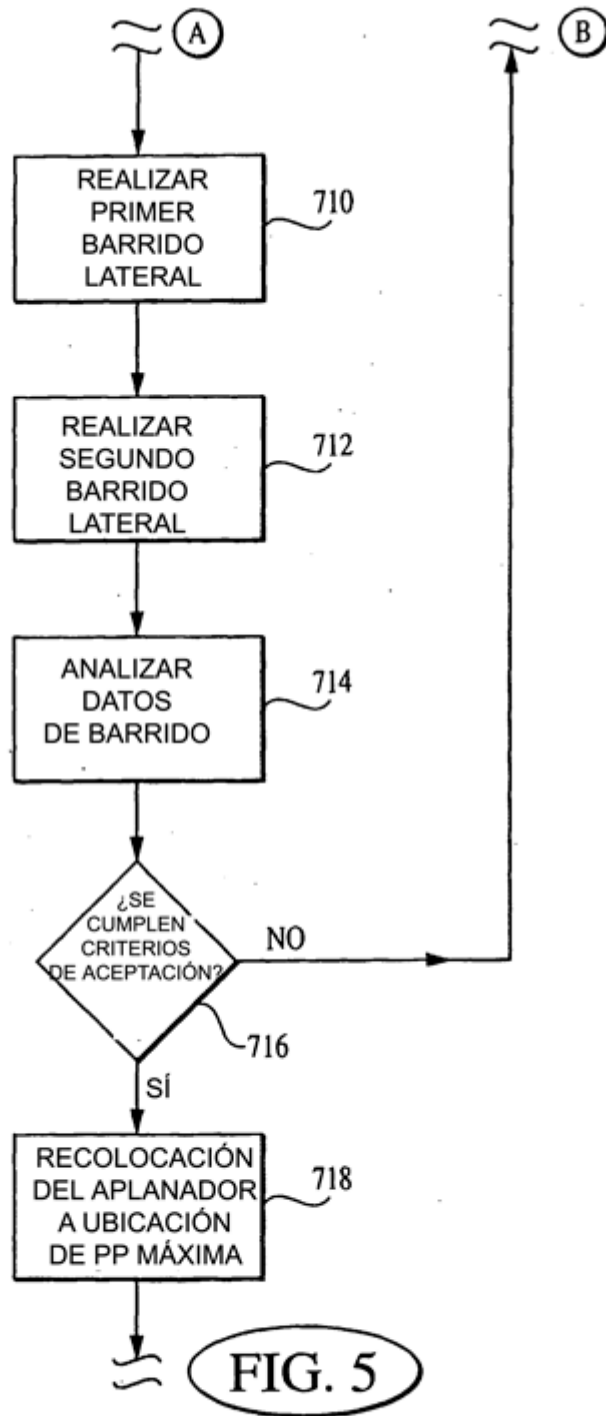 A
B
REALIZAR
PRIMER
BARRIDO
LATERAL
710
REALIZAR
SEGUNDO
BARRIDO
LATERAL
712
ANALIZAR
DATOS
DE BARRIDO
714
¿SE
CUMPLEN
CRITERIOS
DE ACEPTACIÓN?
NO
716
SÍ
RECOLOCACIÓN
DEL APLANADOR
A UBICACIÓN
DE PP MÁXIMA
718
FIG. 5